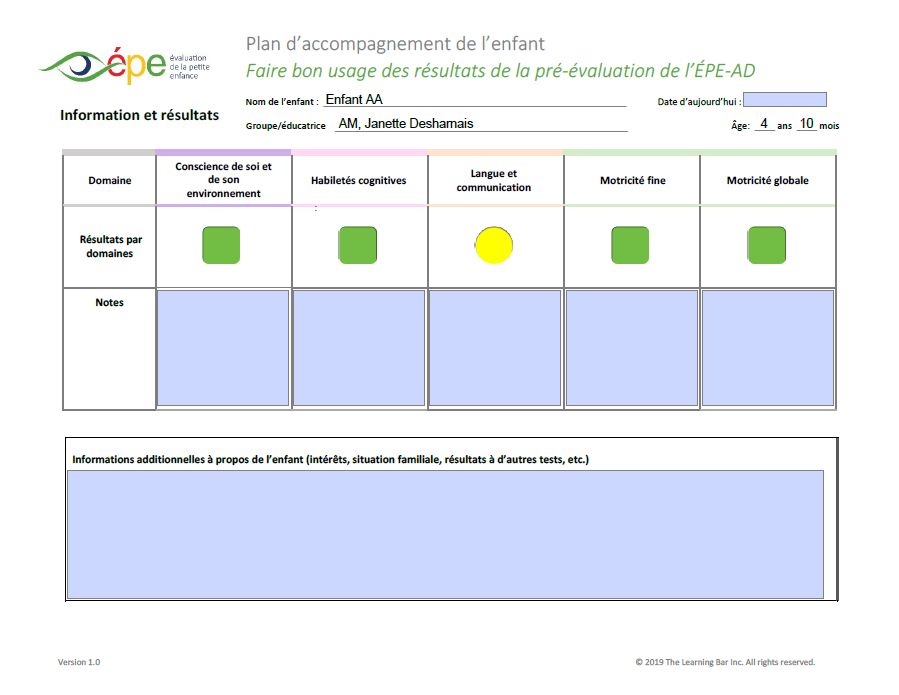 Plan d'accompagnement de l'enfant
épe évaluation
de la petite
enfance
Faire bon usage des résultats de la pré-évaluation de l'ÉPE-AD
Information et résultats
Nom de l'enfant : Enfant AA
Date d'aujourd'hui :
Groupe/éducatrice AM, Janette Desharnais
Âge: 4 ans 10 mois
Domaine
Conscience de soi et
de son
environnement
Habiletés cognitives
Langue et
communication
Motricité fine
Motricité globale
Résultats par
domaines
Notes
Informations additionnelles à propos de l'enfant (intérêts, situation familiale, résultats à d'autres tests, etc.)
Version 1.0
© 2019 The Learning Bar Inc. All rights reserved.